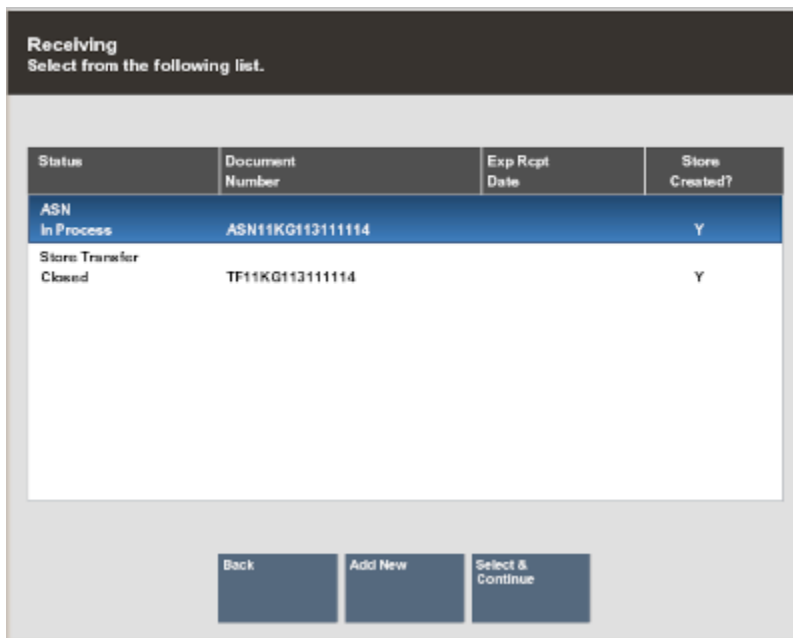 Receiving
Select from the following list.
Status Document Number Exp Rcpt Date Store Created?
ASN
In Process ASN11KG113111114 Y
Store Transfer
Closed TF11KG113111114 Y
Back Add New Select & Continue